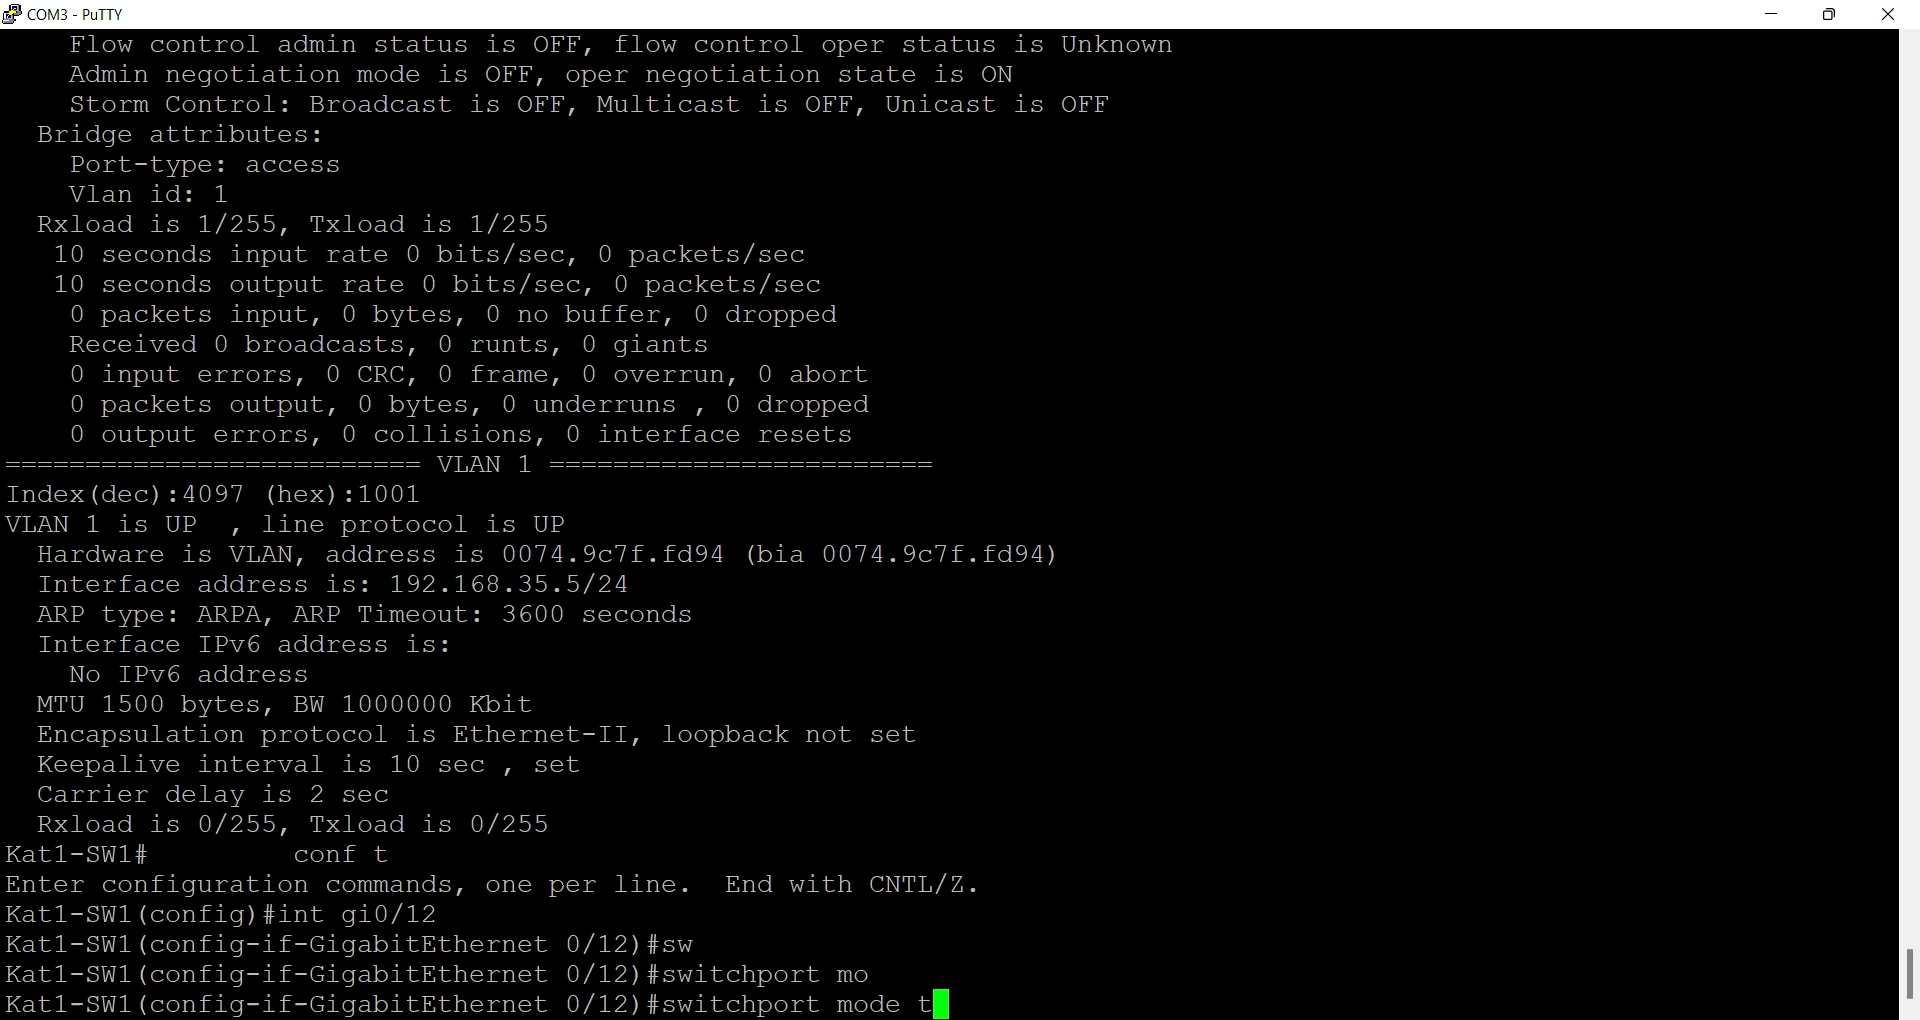 COM3 - PuTTY
Flow control admin status is OFF, flow control oper status is Unknown
Admin negotiation mode is OFF, oper negotiation state is ON
Storm Control: Broadcast is OFF, Multicast is OFF, Unicast is OFF
Bridge attributes:
Port-type: access
Vlan id: 1
Rxload is 1/255, Txload is 1/255
10 seconds input rate 0 bits/sec, 0 packets/sec
10 seconds output rate 0 bits/sec, 0 packets/sec
0 packets input, 0 bytes, 0 no buffer, 0 dropped
Received 0 broadcasts, 0 runts, 0 giants
0 input errors, 0 CRC, 0 frame, 0 overrun, 0 abort
0 packets output, 0 bytes, 0 underruns , 0 dropped
0 output errors, 0 collisions, 0 interface resets
========================== VLAN 1 ========================
Index(dec):4097 (hex):1001
VLAN 1 is UP  , line protocol is UP
Hardware is VLAN, address is 0074.9c7f.fd94 (bia 0074.9c7f.fd94)
Interface address is: 192.168.35.5/24
ARP type: ARPA, ARP Timeout: 3600 seconds
Interface IPv6 address is:
No IPv6 address
MTU 1500 bytes, BW 1000000 Kbit
Encapsulation protocol is Ethernet-II, loopback not set
Keepalive interval is 10 sec , set
Carrier delay is 2 sec
Rxload is 0/255, Txload is 0/255
Kat1-SW1#         conf t
Enter configuration commands, one per line.  End with CNTL/Z.
Kat1-SW1(config)#int gi0/12
Kat1-SW1(config-if-GigabitEthernet 0/12)#sw
Kat1-SW1(config-if-GigabitEthernet 0/12)#switchport mo
Kat1-SW1(config-if-GigabitEthernet 0/12)#switchport mode t